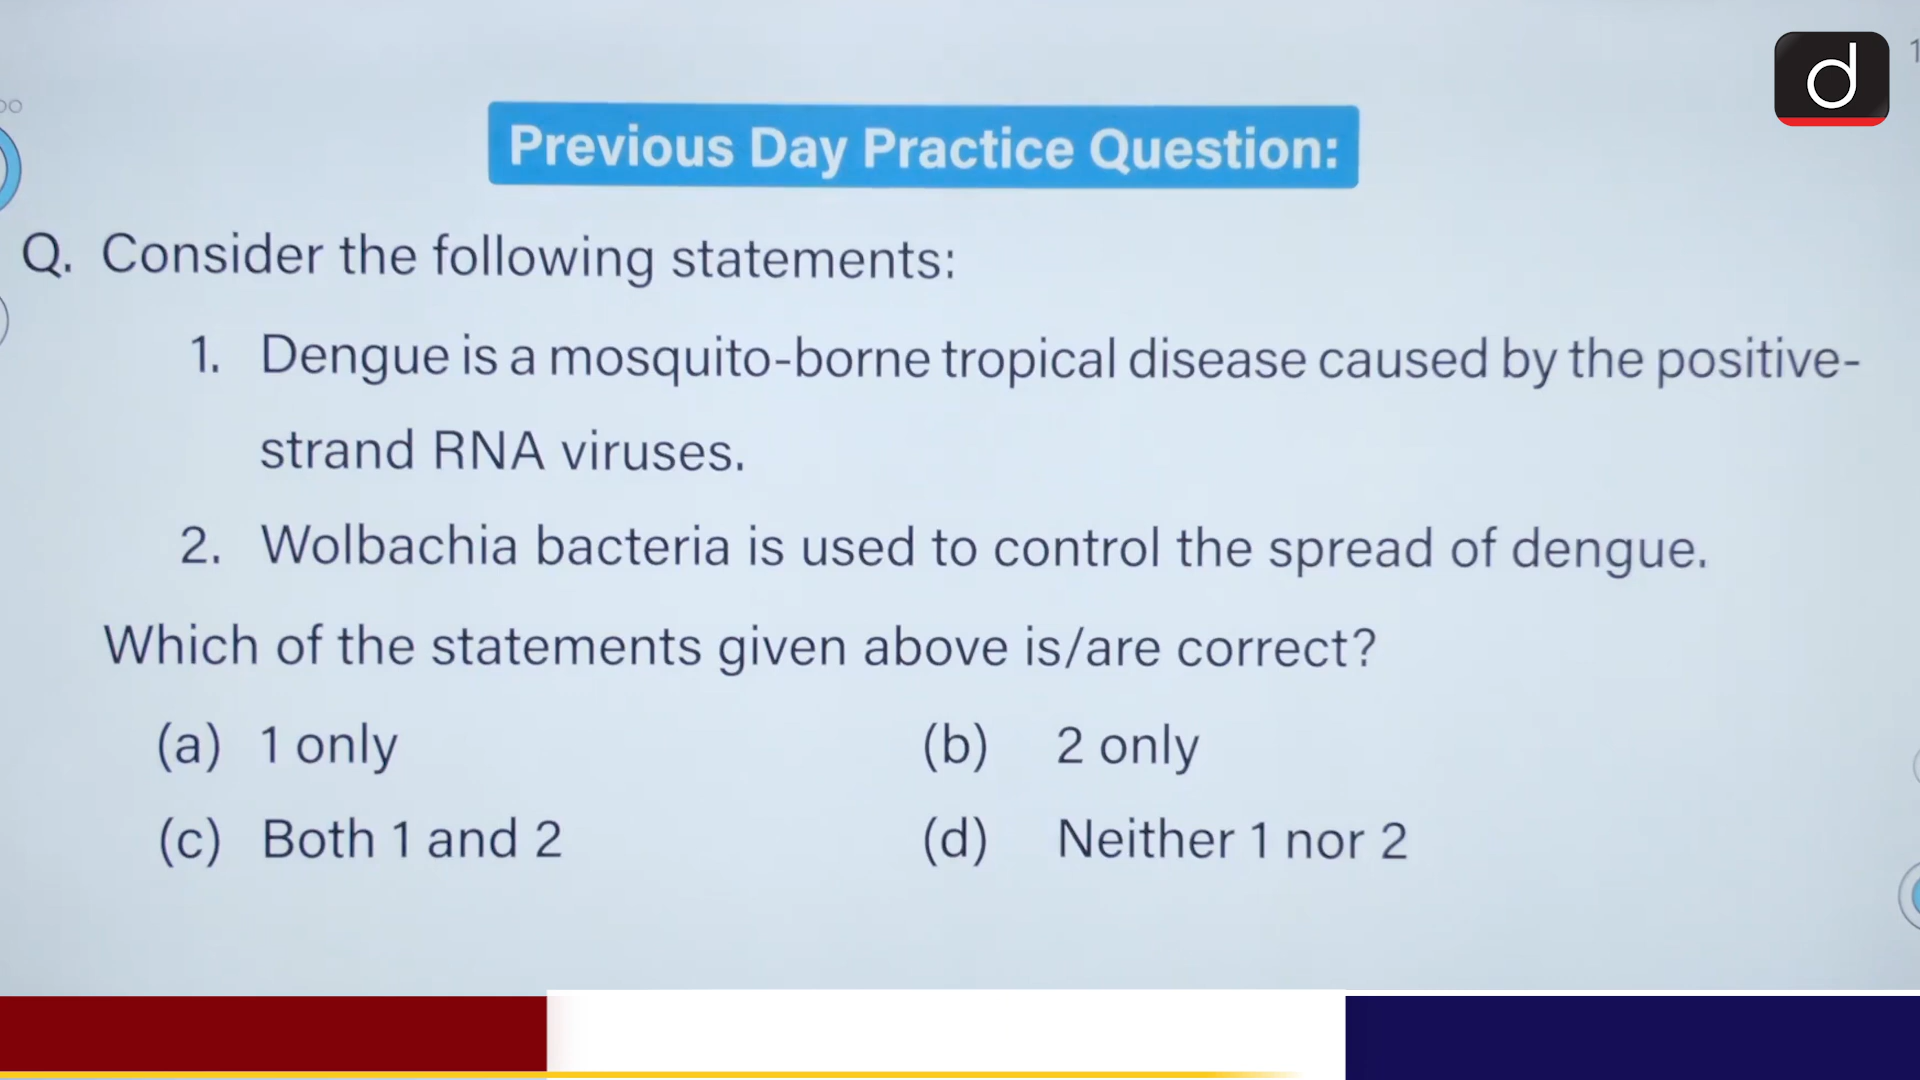 d
Previous Day Practice Question:
Q. Consider the following statements:
1. Dengue is a mosquito-borne tropical disease caused by the positive-
strand RNA viruses.
2. Wolbachia bacteria is used to control the spread of dengue.
Which of the statements given above is/are correct?
(a) 1 only (b) 2 only
(c) Both 1 and 2 (d) Neither 1 nor 2